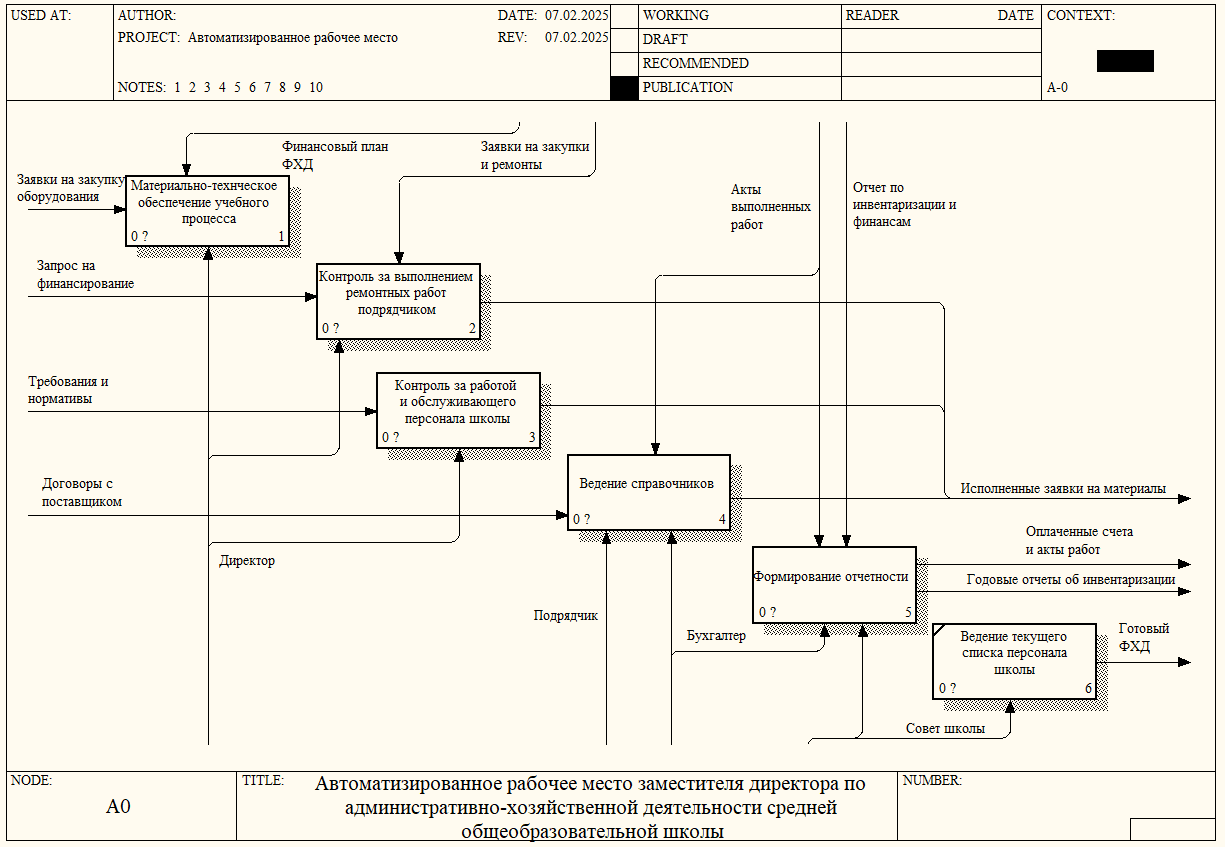 USED AT:
AUTHOR:
DATE: 07.02.2025
PROJECT: Автоматизированное рабочее место
REV: 07.02.2025
NOTES: 1 2 3 4 5 6 7 8 9 10
WORKING
DRAFT
RECOMMENDED
PUBLICATION
READER
DATE
CONTEXT:
A-0
Финансовый план
ФХД
Заявки на закупки
и ремонты
Заявки на закупку
оборудования
Материально-техническое
обеспечение учебного
процесса
0 ?
1
Акты
выполненных
работ
Отчет по
инвентаризации и
финансам
Запрос на
финансирование
Контроль за выполнением
ремонтных работ
подрядчиком
0 ?
2
Требования и
нормативы
Контроль за работой
и обслуживающего
персонала школы
0 ?
3
Договоры с
поставщиком
Ведение справочников
0 ?
4
Исполненные заявки на материалы
Оплаченные счета
и акты работ
Директор
Формирование отчетности
0 ?
5
Годовые отчеты об инвентаризации
Подрядчик
Бухгалтер
Ведение текущего
списка персонала
школы
0 ?
6
Готовый
ФХД
Совет школы
NODE:
A0
TITLE:
Автоматизированное рабочее место заместителя директора по
административно-хозяйственной деятельности средней
общеобразовательной школы
NUMBER: